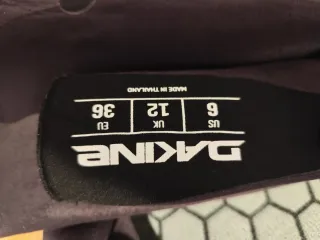 DAKINE
US UK EU
6 12 36
MADE IN THAILAND